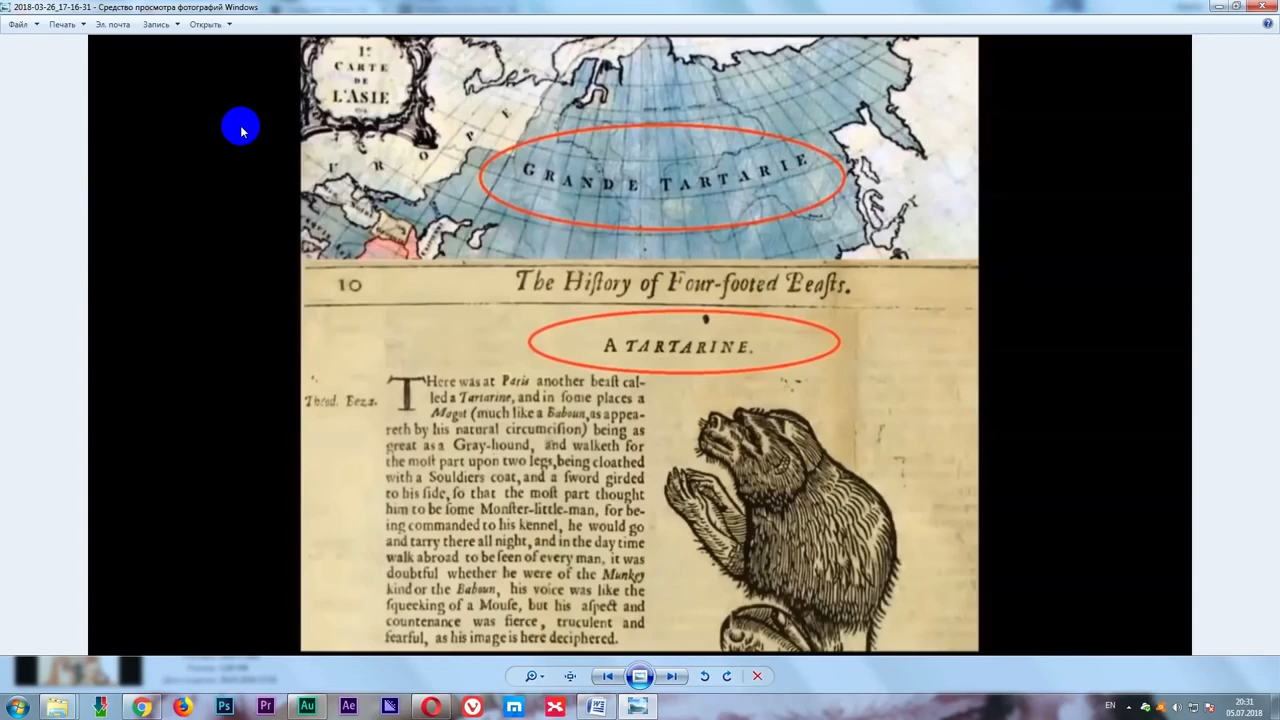 2018-03-26_17-16-31 - Средство просмотра фотографий Windows
Файл Печать Эл. почта Запись Открыть
1e
CARTE
DE
L'ASIE
U R O P E
GRANDE TARTARIE
10 The Hiſtory of Four-footed Beaſts.
A TARTARINE.
Theod. Beza.
THere was at Paris another beaſt cal-
led a Tartarine, and in ſome places a
Magot (much like a Baboun, as appea-
reth by his natural circumciſion) being as
great as a Gray-hound, and walketh for
the moſt part upon two legs, being cloathed
with a Souldiers coat, and a ſword girded
to his ſide, ſo that the moſt part thought
him to be ſome Monſter-little-man, for be-
ing commanded to his kennel, he would go
and tarry there all night, and in the day time
walk abroad to be ſeen of every man, it was
doubtful whether he were of the Munkey
kind or the Baboun, his voice was like the
ſqueeking of a Mouſe, but his aſpect and
countenance was fierce, truculent and
fearful, as his image is here deciphered.
Ps Pr Au Ae
EN
20:31
05.07.2018